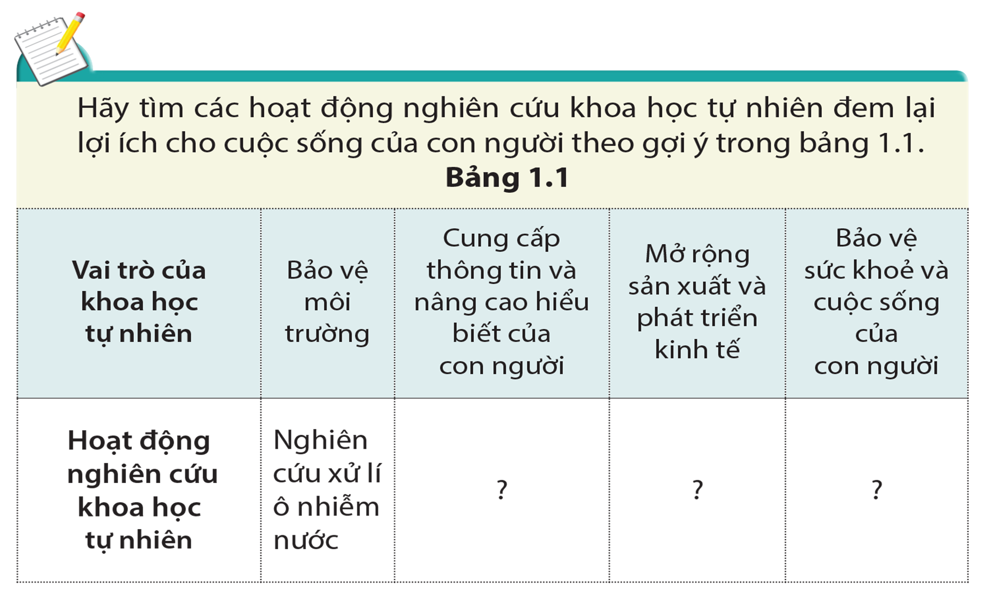 Hãy tìm các hoạt động nghiên cứu khoa học tự nhiên đem lại
lợi ích cho cuộc sống của con người theo gợi ý trong bảng 1.1.
Bảng 1.1
Vai trò của
khoa học
tự nhiên
Bảo vệ
môi
trường
Cung cấp
thông tin và
nâng cao hiểu
biết của
con người
Mở rộng
sản xuất và
phát triển
kinh tế
Bảo vệ
sức khoẻ và
cuộc sống
của
con người
Hoạt động
nghiên cứu
khoa học
tự nhiên
Nghiên
cứu xử lí
ô nhiễm
nước
?
?
?